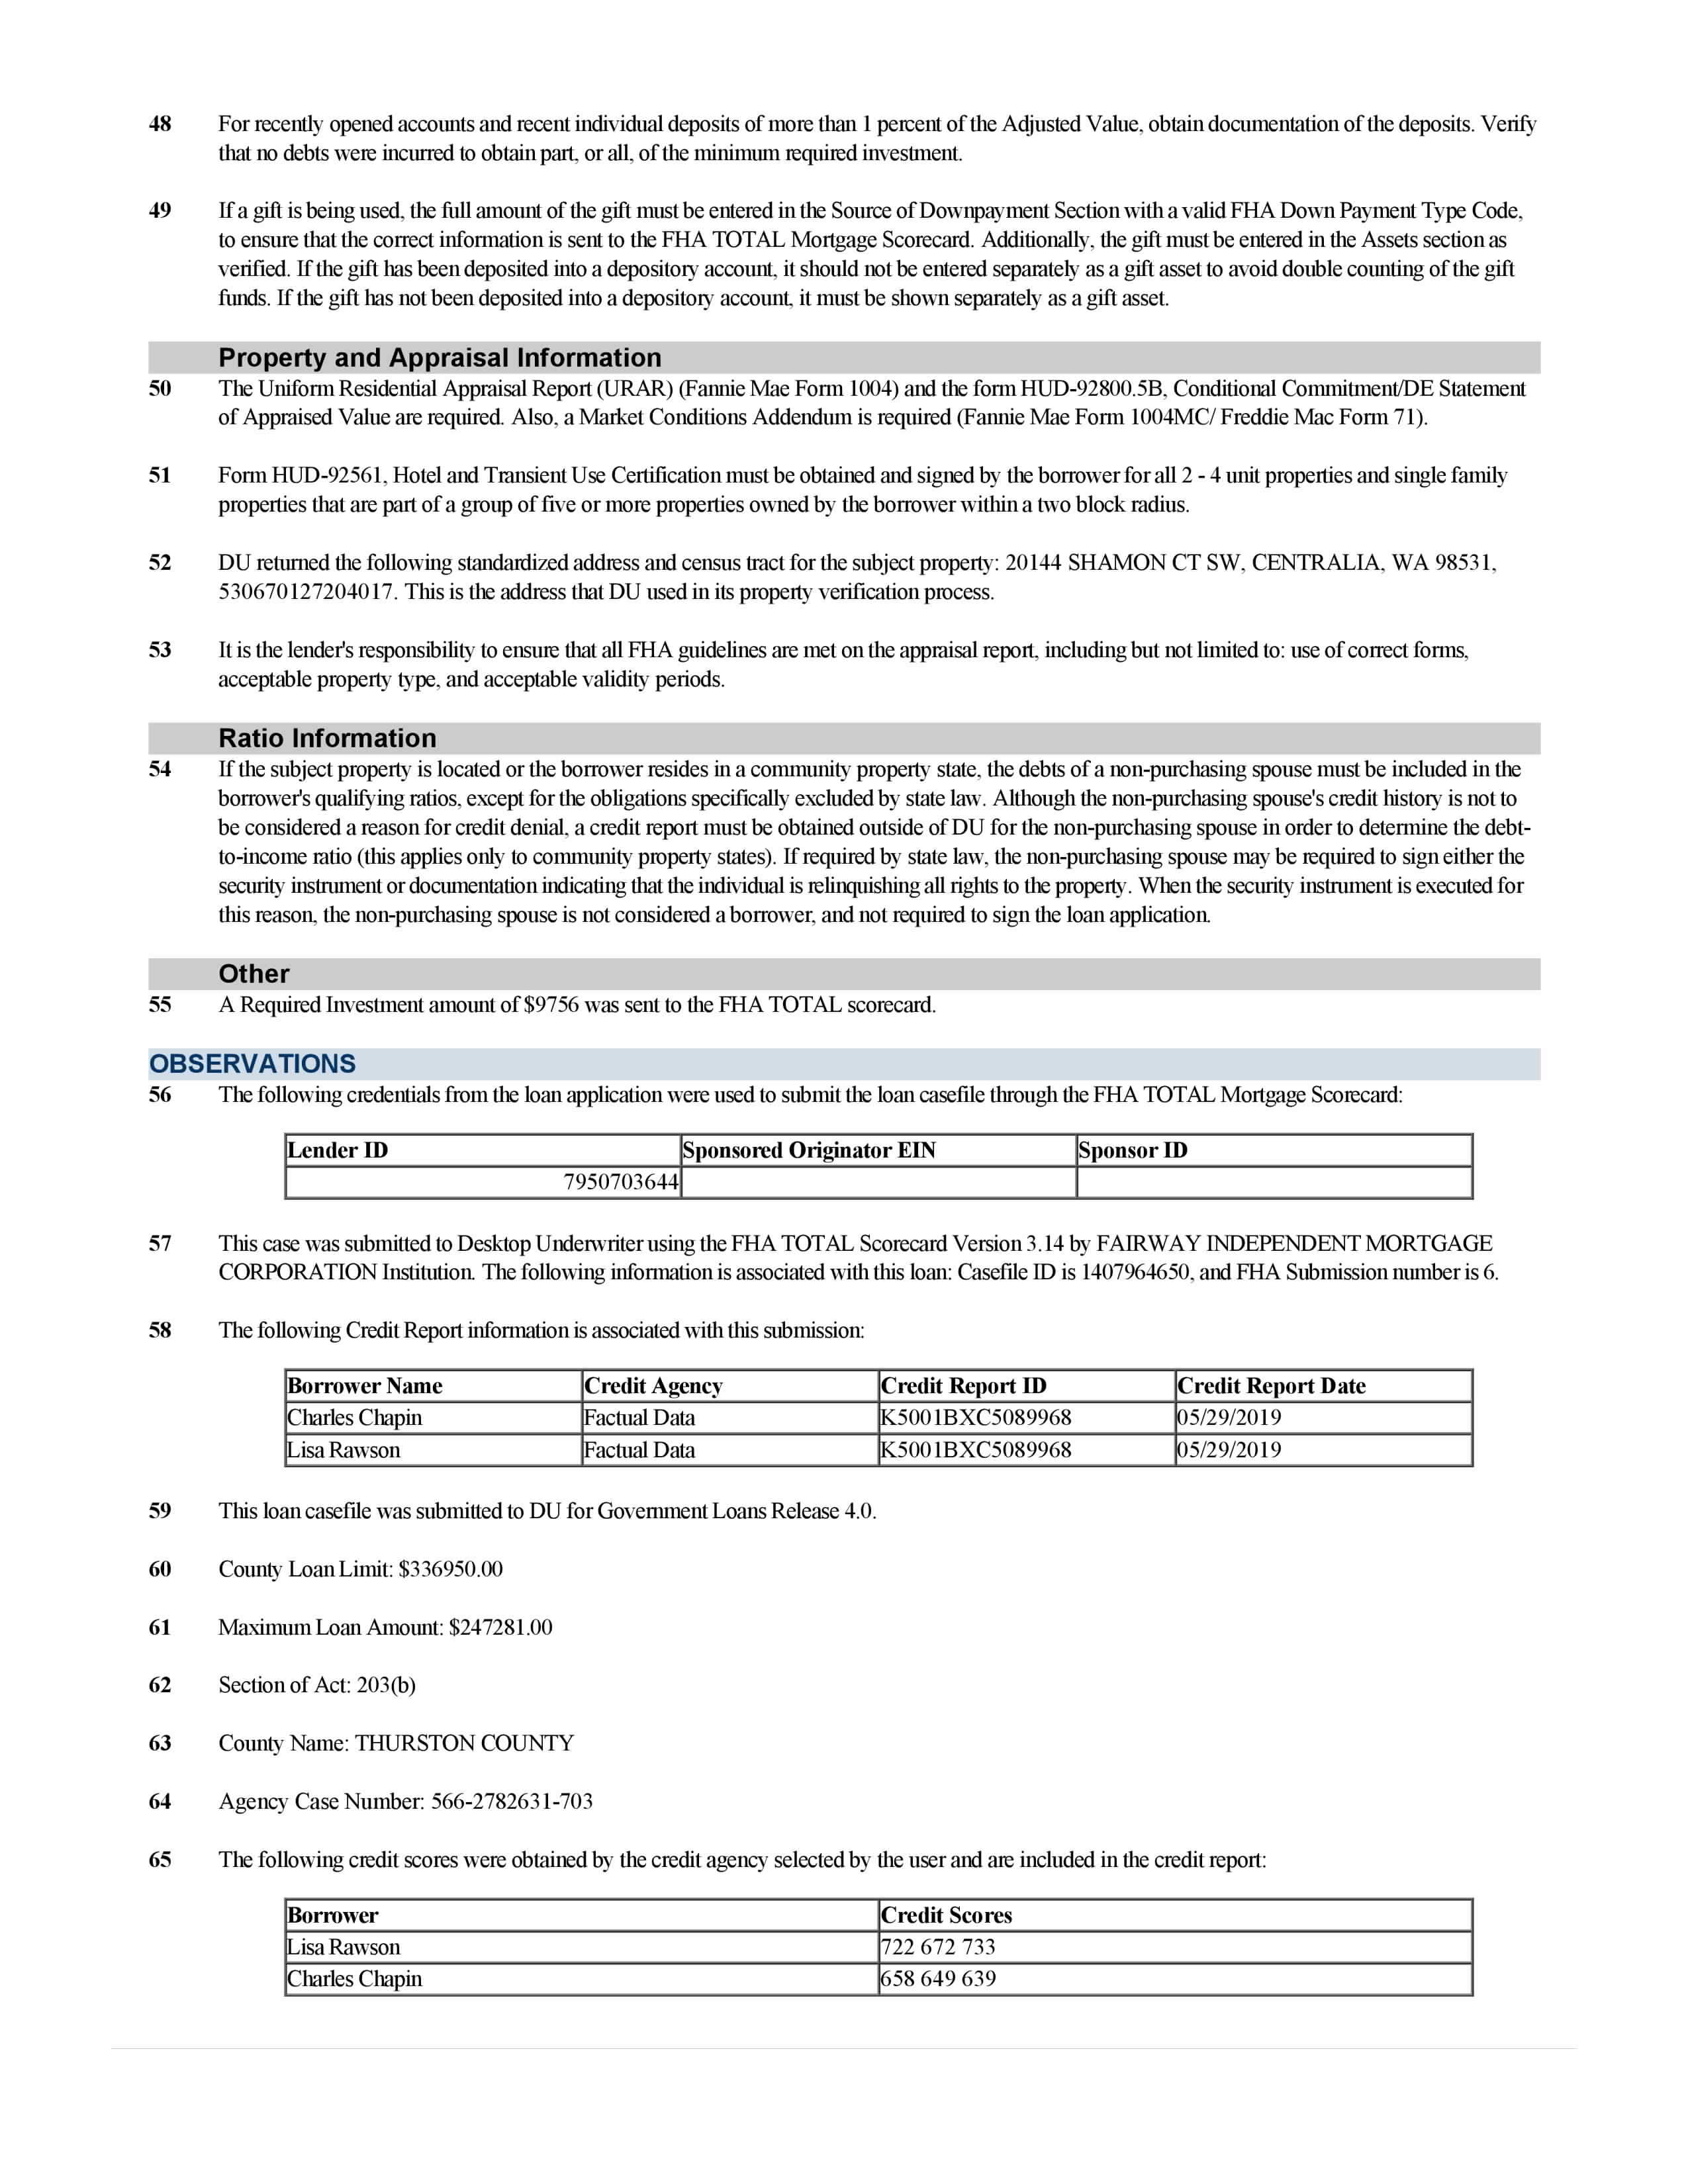 48 For recently opened accounts and recent individual deposits of more than 1 percent of the Adjusted Value, obtain documentation of the deposits. Verify
that no debts were incurred to obtain part, or all, of the minimum required investment.
49 If a gift is being used, the full amount of the gift must be entered in the Source of Downpayment Section with a valid FHA Down Payment Type Code,
to ensure that the correct information is sent to the FHA TOTAL Mortgage Scorecard. Additionally, the gift must be entered in the Assets section as
verified. If the gift has been deposited into a depository account, it should not be entered separately as a gift asset to avoid double counting of the gift
funds. If the gift has not been deposited into a depository account, it must be shown separately as a gift asset.
Property and Appraisal Information
50 The Uniform Residential Appraisal Report (URAR) (Fannie Mae Form 1004) and the form HUD-92800.5B, Conditional Commitment/DE Statement
of Appraised Value are required. Also, a Market Conditions Addendum is required (Fannie Mae Form 1004MC/ Freddie Mac Form 71).
51 Form HUD-92561, Hotel and Transient Use Certification must be obtained and signed by the borrower for all 2 - 4 unit properties and single family
properties that are part of a group of five or more properties owned by the borrower within a two block radius.
52 DU returned the following standardized address and census tract for the subject property: 20144 SHAMON CT SW, CENTRALIA, WA 98531,
530670127204017. This is the address that DU used in its property verification process.
53 It is the lender's responsibility to ensure that all FHA guidelines are met on the appraisal report, including but not limited to: use of correct forms,
acceptable property type, and acceptable validity periods.
Ratio Information
54 If the subject property is located or the borrower resides in a community property state, the debts of a non-purchasing spouse must be included in the
borrower's qualifying ratios, except for the obligations specifically excluded by state law. Although the non-purchasing spouse's credit history is not to
be considered a reason for credit denial, a credit report must be obtained outside of DU for the non-purchasing spouse in order to determine the debt-
to-income ratio (this applies only to community property states). If required by state law, the non-purchasing spouse may be required to sign either the
security instrument or documentation indicating that the individual is relinquishing all rights to the property. When the security instrument is executed for
this reason, the non-purchasing spouse is not considered a borrower, and not required to sign the loan application.
Other
55 A Required Investment amount of $9756 was sent to the FHA TOTAL scorecard.
OBSERVATIONS
56 The following credentials from the loan application were used to submit the loan casefile through the FHA TOTAL Mortgage Scorecard:
Lender ID Sponsored Originator EIN Sponsor ID
7950703644
57 This case was submitted to Desktop Underwriter using the FHA TOTAL Scorecard Version 3.14 by FAIRWAY INDEPENDENT MORTGAGE
CORPORATION Institution. The following information is associated with this loan: Casefile ID is 1407964650, and FHA Submission number is 6.
58 The following Credit Report information is associated with this submission:
Borrower Name Credit Agency Credit Report ID Credit Report Date
Charles Chapin Factual Data K5001BXC5089968 05/29/2019
Lisa Rawson Factual Data K5001BXC5089968 05/29/2019
59 This loan casefile was submitted to DU for Government Loans Release 4.0.
60 County Loan Limit: $336950.00
61 Maximum Loan Amount: $247281.00
62 Section of Act: 203(b)
63 County Name: THURSTON COUNTY
64 Agency Case Number: 566-2782631-703
65 The following credit scores were obtained by the credit agency selected by the user and are included in the credit report:
Borrower Credit Scores
Lisa Rawson 722 672 733
Charles Chapin 658 649 639